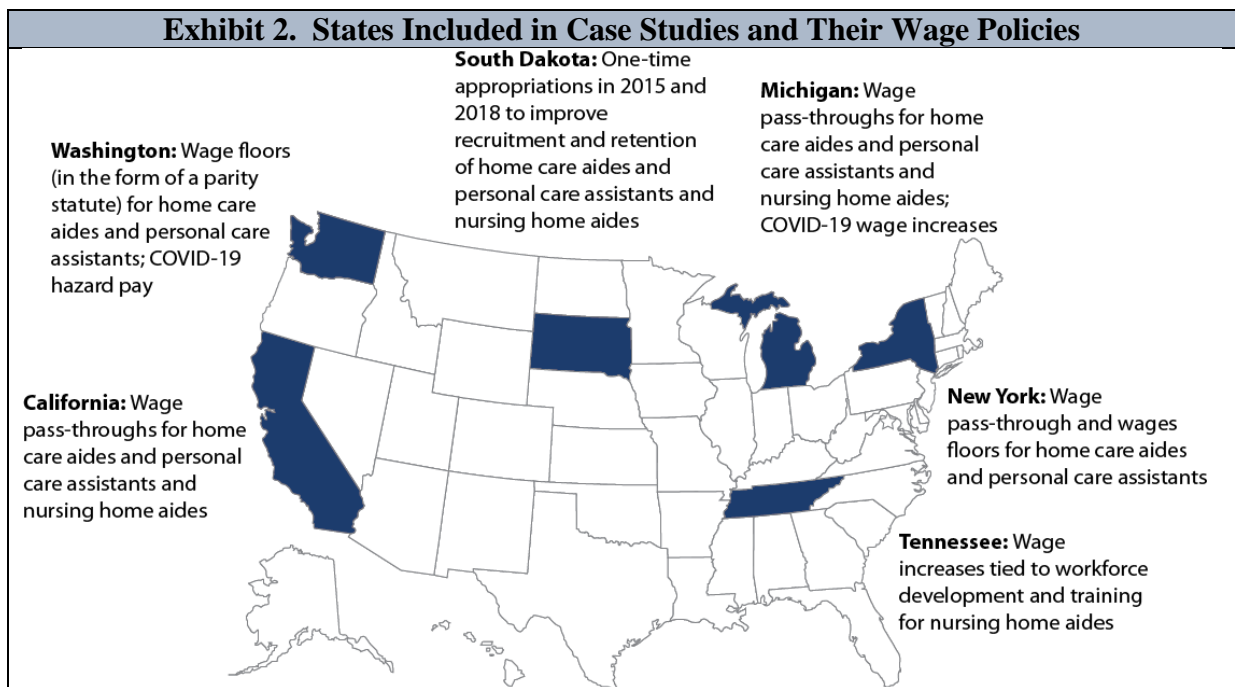 Exhibit 2. States Included in Case Studies and Their Wage Policies
South Dakota: One-time
appropriations in 2015 and
2018 to improve
recruitment and retention
of home care aides and
personal care assistants and
nursing home aides
Michigan: Wage
pass-throughs for home
care aides and personal
care assistants and
nursing home aides;
COVID-19 wage increases
Washington: Wage floors
(in the form of a parity
statute) for home care
aides and personal care
assistants; COVID-19
hazard pay
California: Wage
pass-throughs for home
care aides and personal
care assistants and
nursing home aides
New York: Wage
pass-through and wages
floors for home care aides
and personal care assistants
Tennessee: Wage
increases tied to workforce
development and training
for nursing home aides